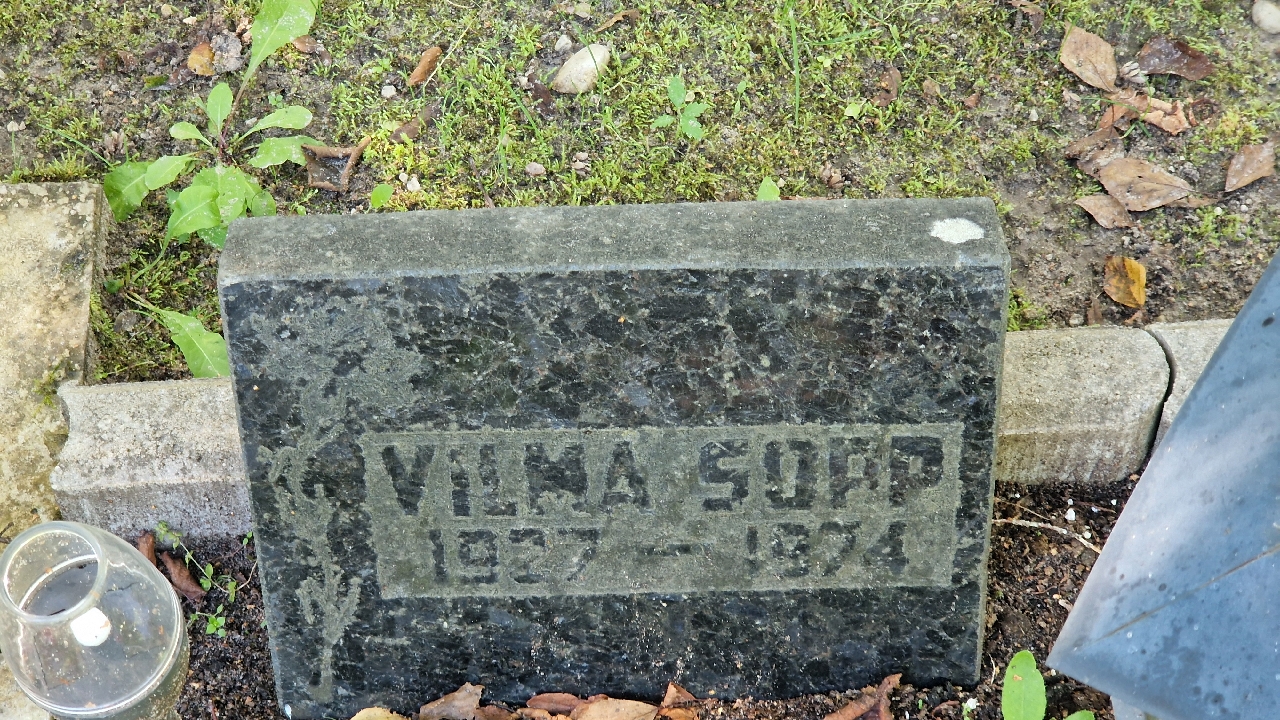 VILMA SOPP
1927 — 1974